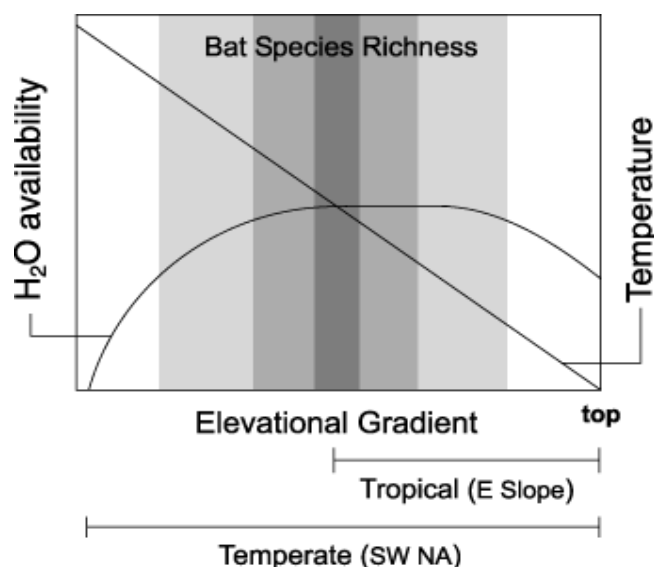 Bat Species Richness
H₂O availability
Temperature
Elevational Gradient
top
Tropical (E Slope)
Temperate (SW NA)